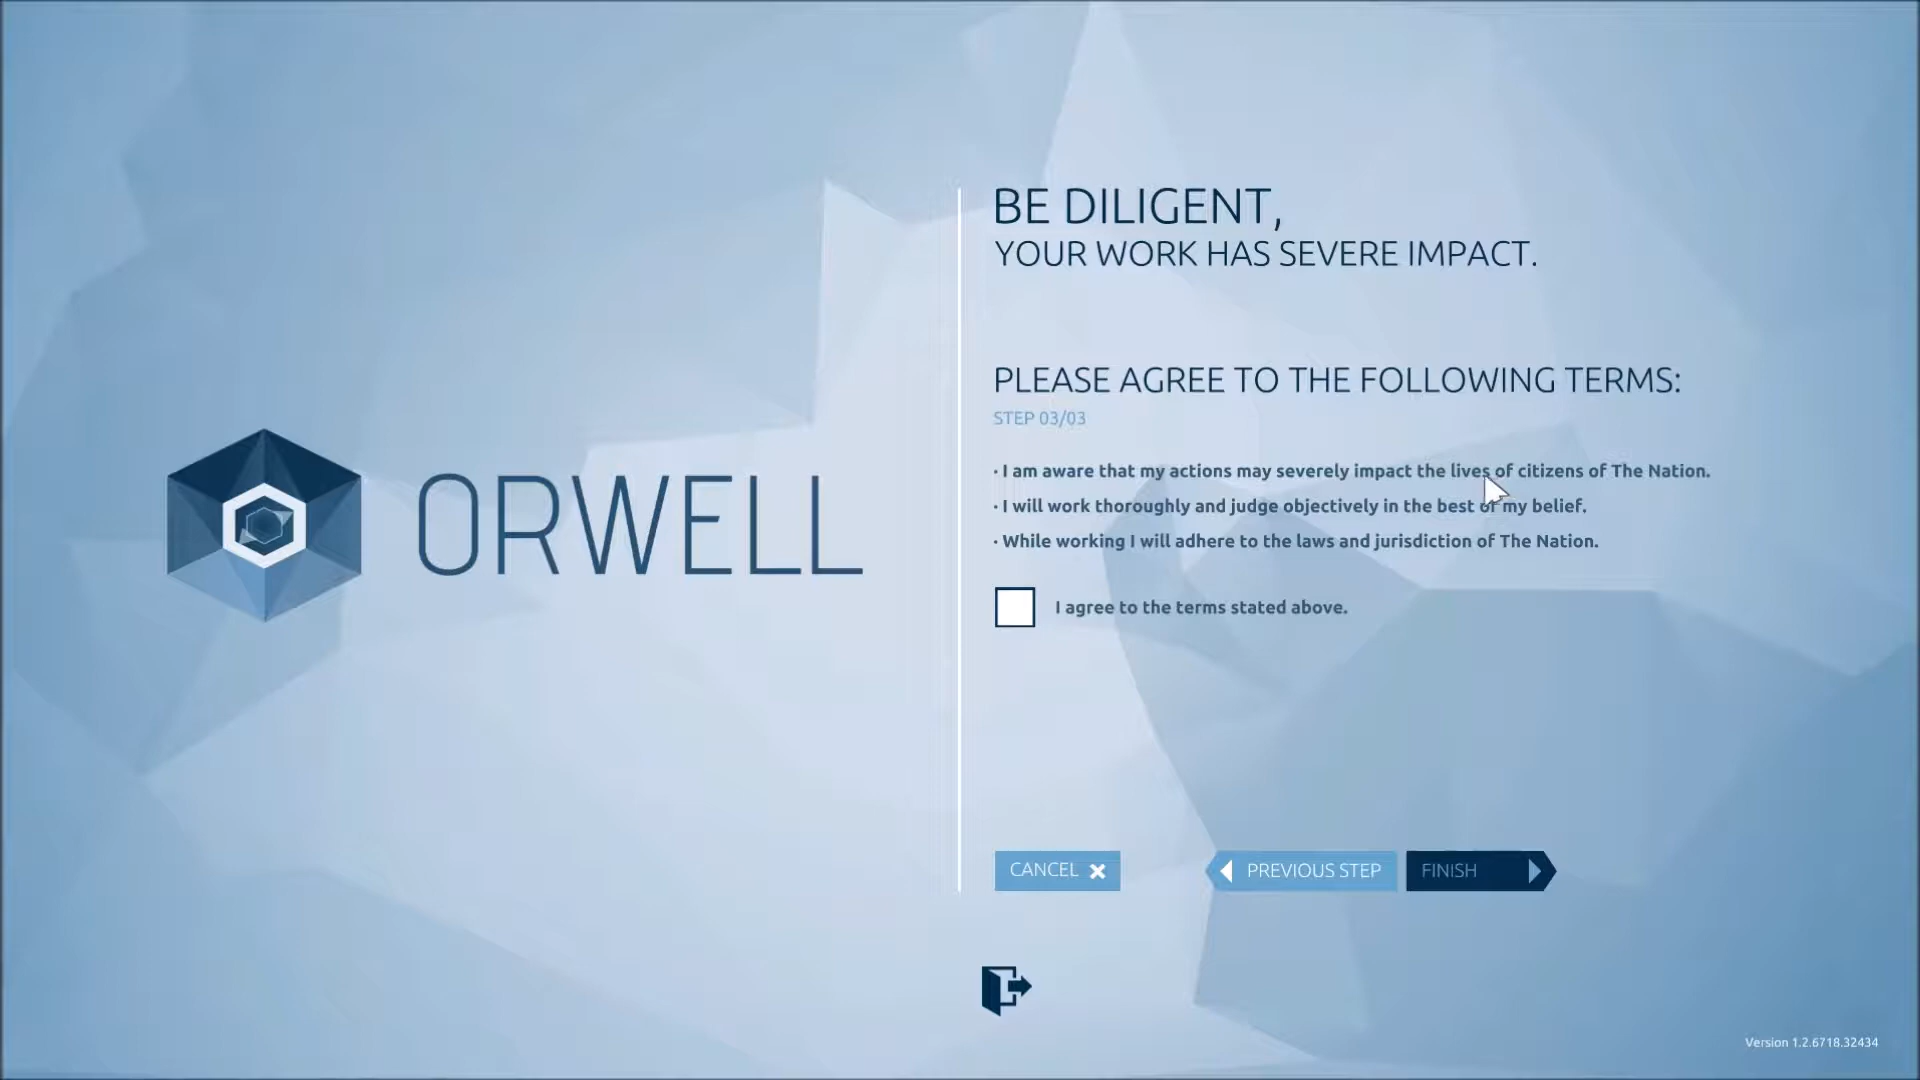 ORWELL
BE DILIGENT,
YOUR WORK HAS SEVERE IMPACT.
PLEASE AGREE TO THE FOLLOWING TERMS:
STEP 03/03
· I am aware that my actions may severely impact the lives of citizens of The Nation.
· I will work thoroughly and judge objectively in the best of my belief.
· While working I will adhere to the laws and jurisdiction of The Nation.
I agree to the terms stated above.
CANCEL
PREVIOUS STEP
FINISH
Version 1.2.6718.32434